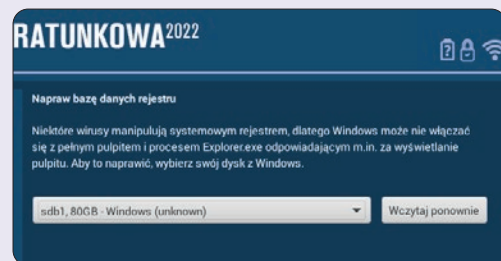 RATUNKOWA2022
Napraw bazę danych rejestru
Niektóre wirusy manipulują systemowym rejestrem, dlatego Windows może nie włączać
się z pełnym pulpitem i procesem Explorer.exe odpowiadającym m.in. za wyświetlanie
pulpitu. Aby to naprawić, wybierz swój dysk z Windows.
sdb1, 80GB - Windows (unknown)
Wczytaj ponownie